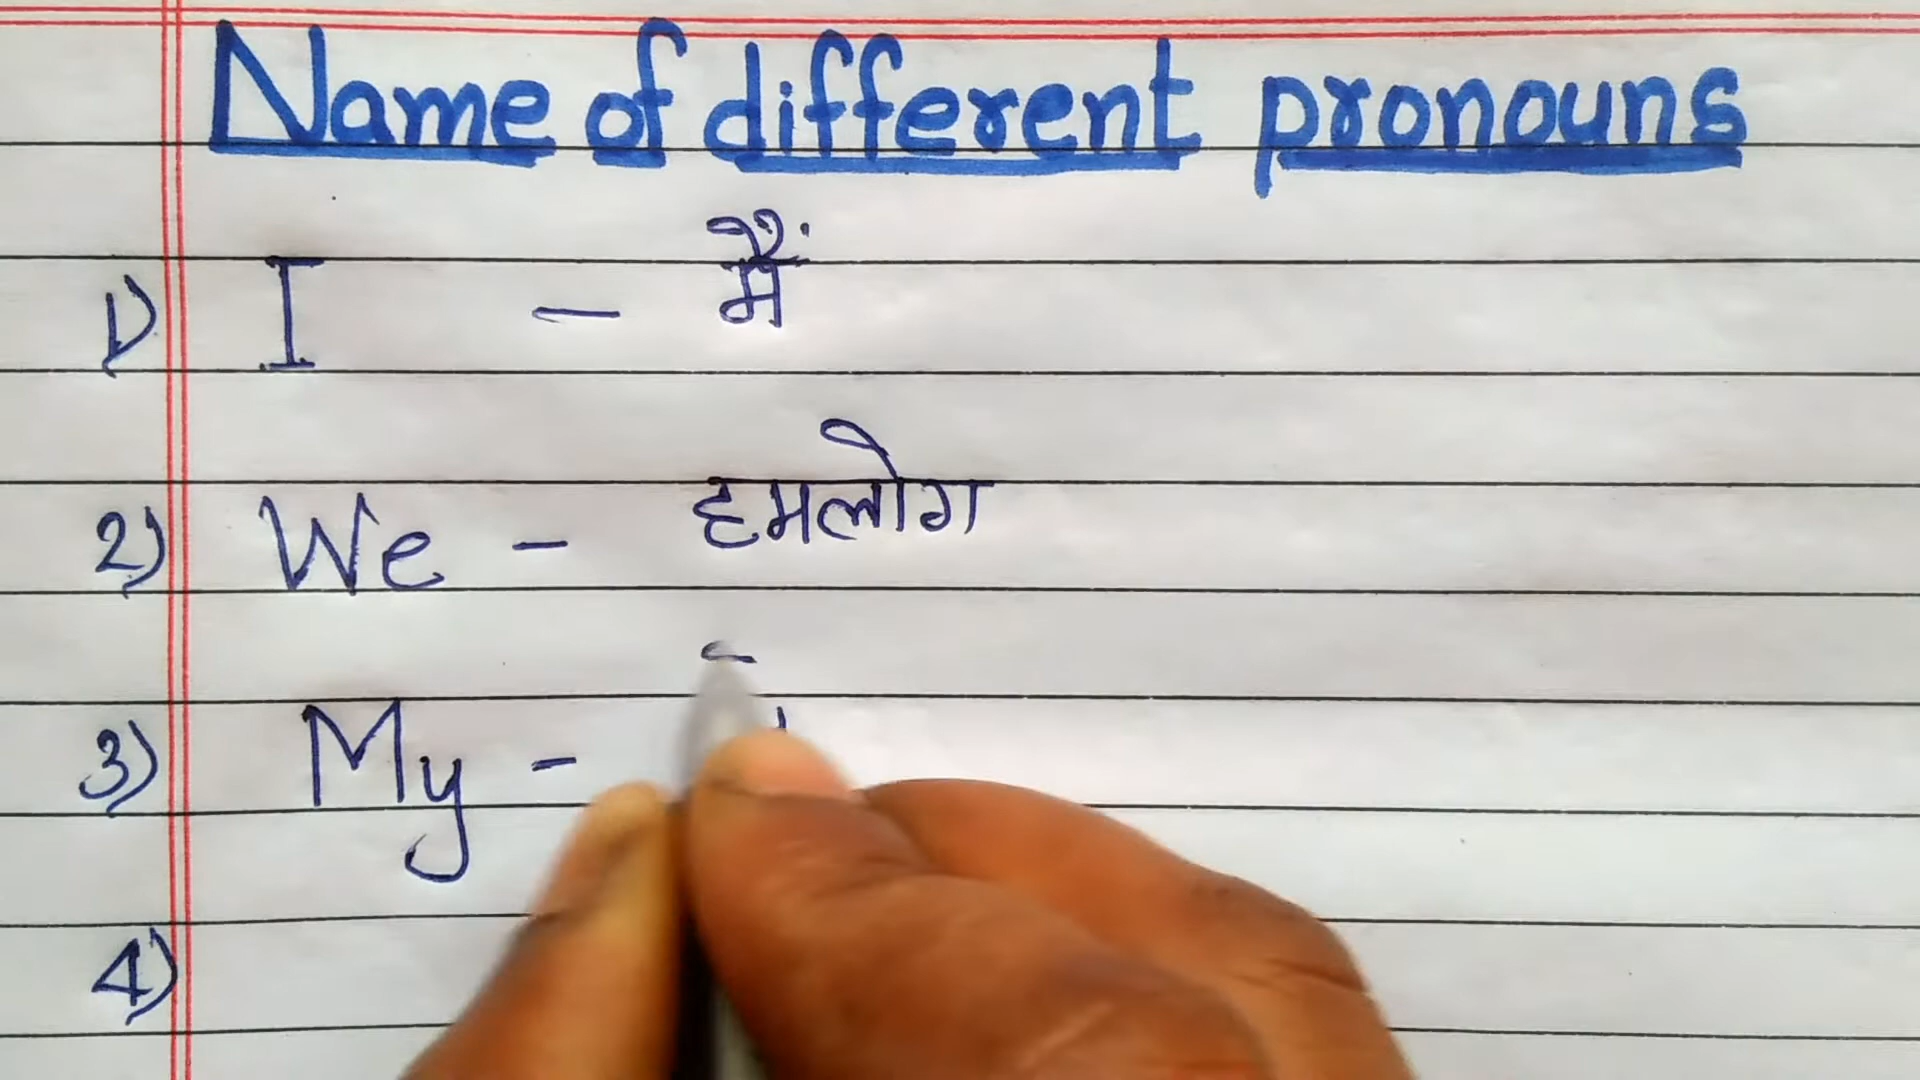 Name of different pronouns
1) I — मैं
2) We - हमलोग
3) My -
4)